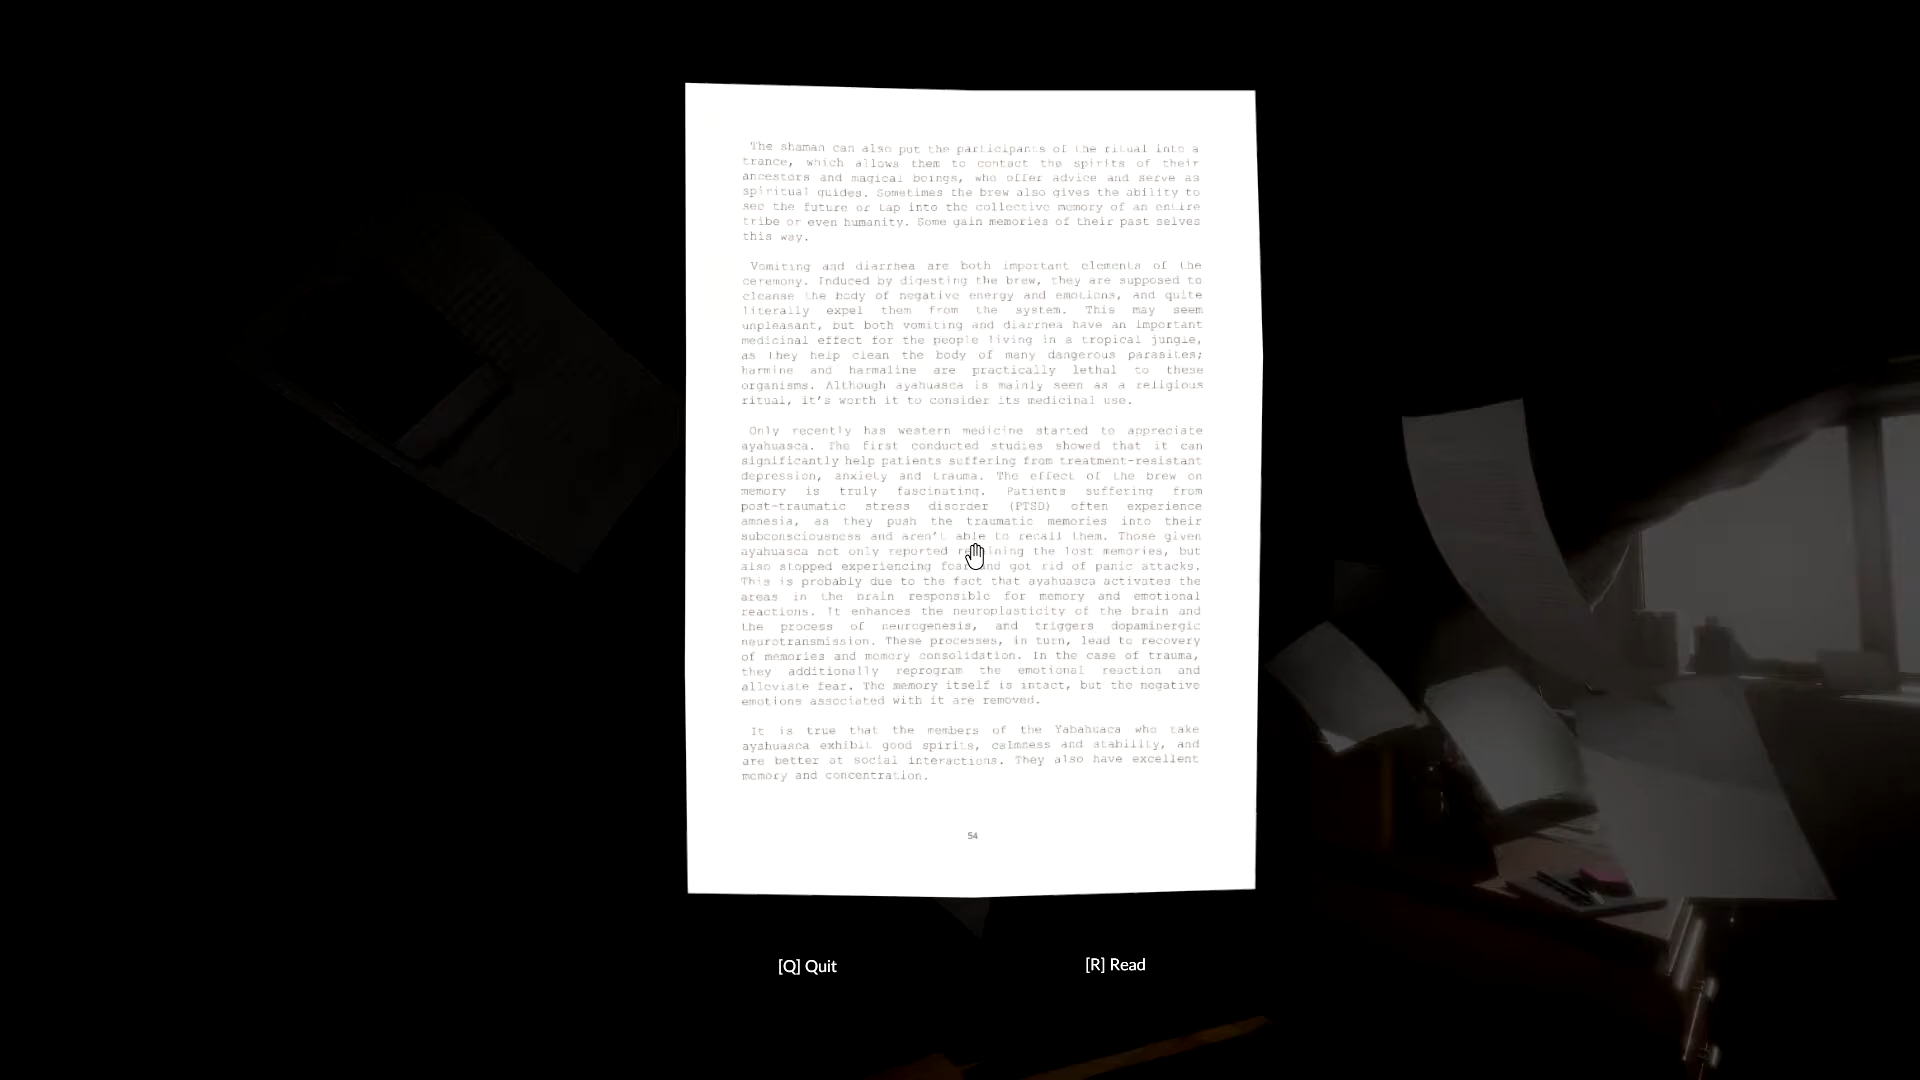 The shaman can also put the participants of the ritual into a
trance, which allows them to contact the spirits of their
ancestors and magical beings, who offer advice and serve as
spiritual guides. Sometimes the brew also gives the ability to
see the future or tap into the collective memory of an entire
tribe or even humanity. Some gain memories of their past selves
this way.
Vomiting and diarrhea are both important elements of the
ceremony. Induced by digesting the brew, they are supposed to
cleanse the body of negative energy and emotions, and quite
literally expel them from the system. This may seem
unpleasant, but both vomiting and diarrhea have an important
medicinal effect for the people living in a tropical jungle,
as they help clean the body of many dangerous parasites;
harmine and harmaline are practically lethal to these
organisms. Although ayahuasca is mainly seen as a religious
ritual, it's worth it to consider its medicinal use.
Only recently has western medicine started to appreciate
ayahuasca. The first conducted studies showed that it can
significantly help patients suffering from treatment-resistant
depression, anxiety and trauma. The effect of the brew on
memory is truly fascinating. Patients suffering from
post-traumatic stress disorder (PTSD) often experience
amnesia, as they push the traumatic memories into their
subconsciousness and aren't able to recall them. Those given
ayahuasca not only reported the lost memories, but
also stopped experiencing fear and got rid of panic attacks.
This is probably due to the fact that ayahuasca activates the
areas in the brain responsible for memory and emotional
reactions. It enhances the neuroplasticity of the brain and
the process of neurogenesis, and triggers dopaminergic
neurotransmission. These processes, in turn, lead to recovery
of memories and memory consolidation. In the case of trauma,
they additionally reprogram the emotional reaction and
alleviate fear. The memory itself is intact, but the negative
emotions associated with it are removed.
It is true that the members of the Yabahuaca who take
ayahuasca exhibit good spirits, calmness and stability, and
are better at social interactions. They also have excellent
memory and concentration.
54
[Q] Quit
[R] Read